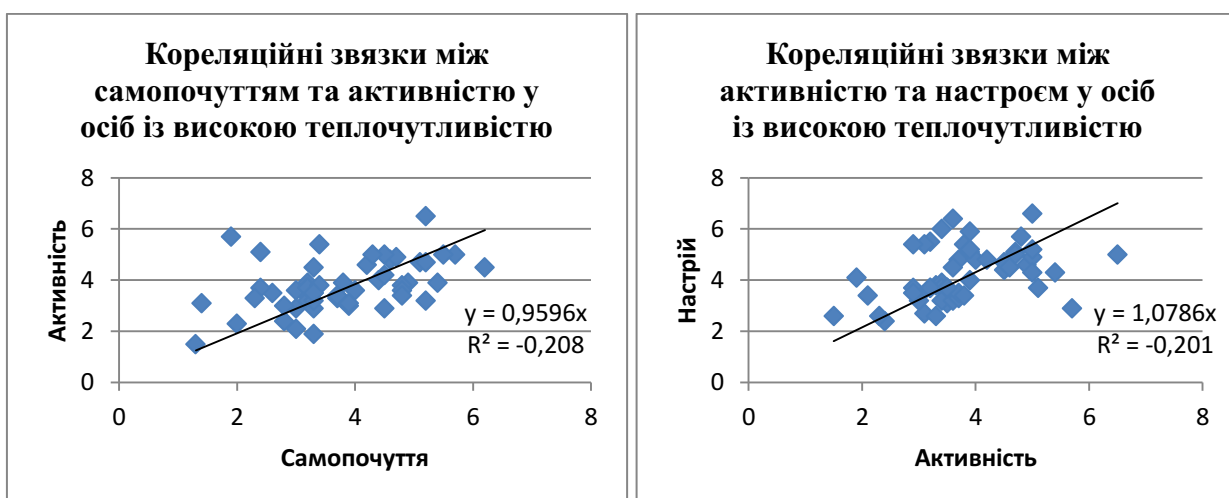 Кореляційні звязки між
самопочуттям та активністю у
осіб із високою теплочутливістю
8
6
4
2
0
0 2 4 6 8
Активність
Самопочуття
y = 0,9596x
R² = -0,208
Кореляційні звязки між
активністю та настроєм у осіб
із високою теплочутливістю
8
6
4
2
0
0 2 4 6 8
Настрій
Активність
y = 1,0786x
R² = -0,201